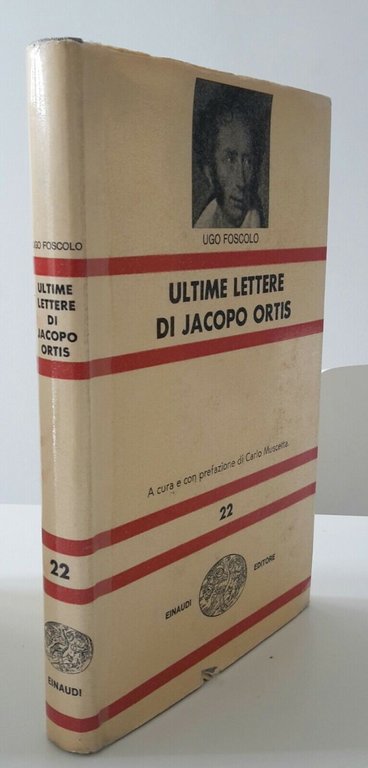 UGO FOSCOLO
ULTIME
LETTERE
DI
JACOPO
ORTIS
22
EINAUDI
UGO FOSCOLO
ULTIME LETTERE
DI JACOPO ORTIS
A cura e con prefazione di Carlo Muscetta.
22
EINAUDI EDITORE